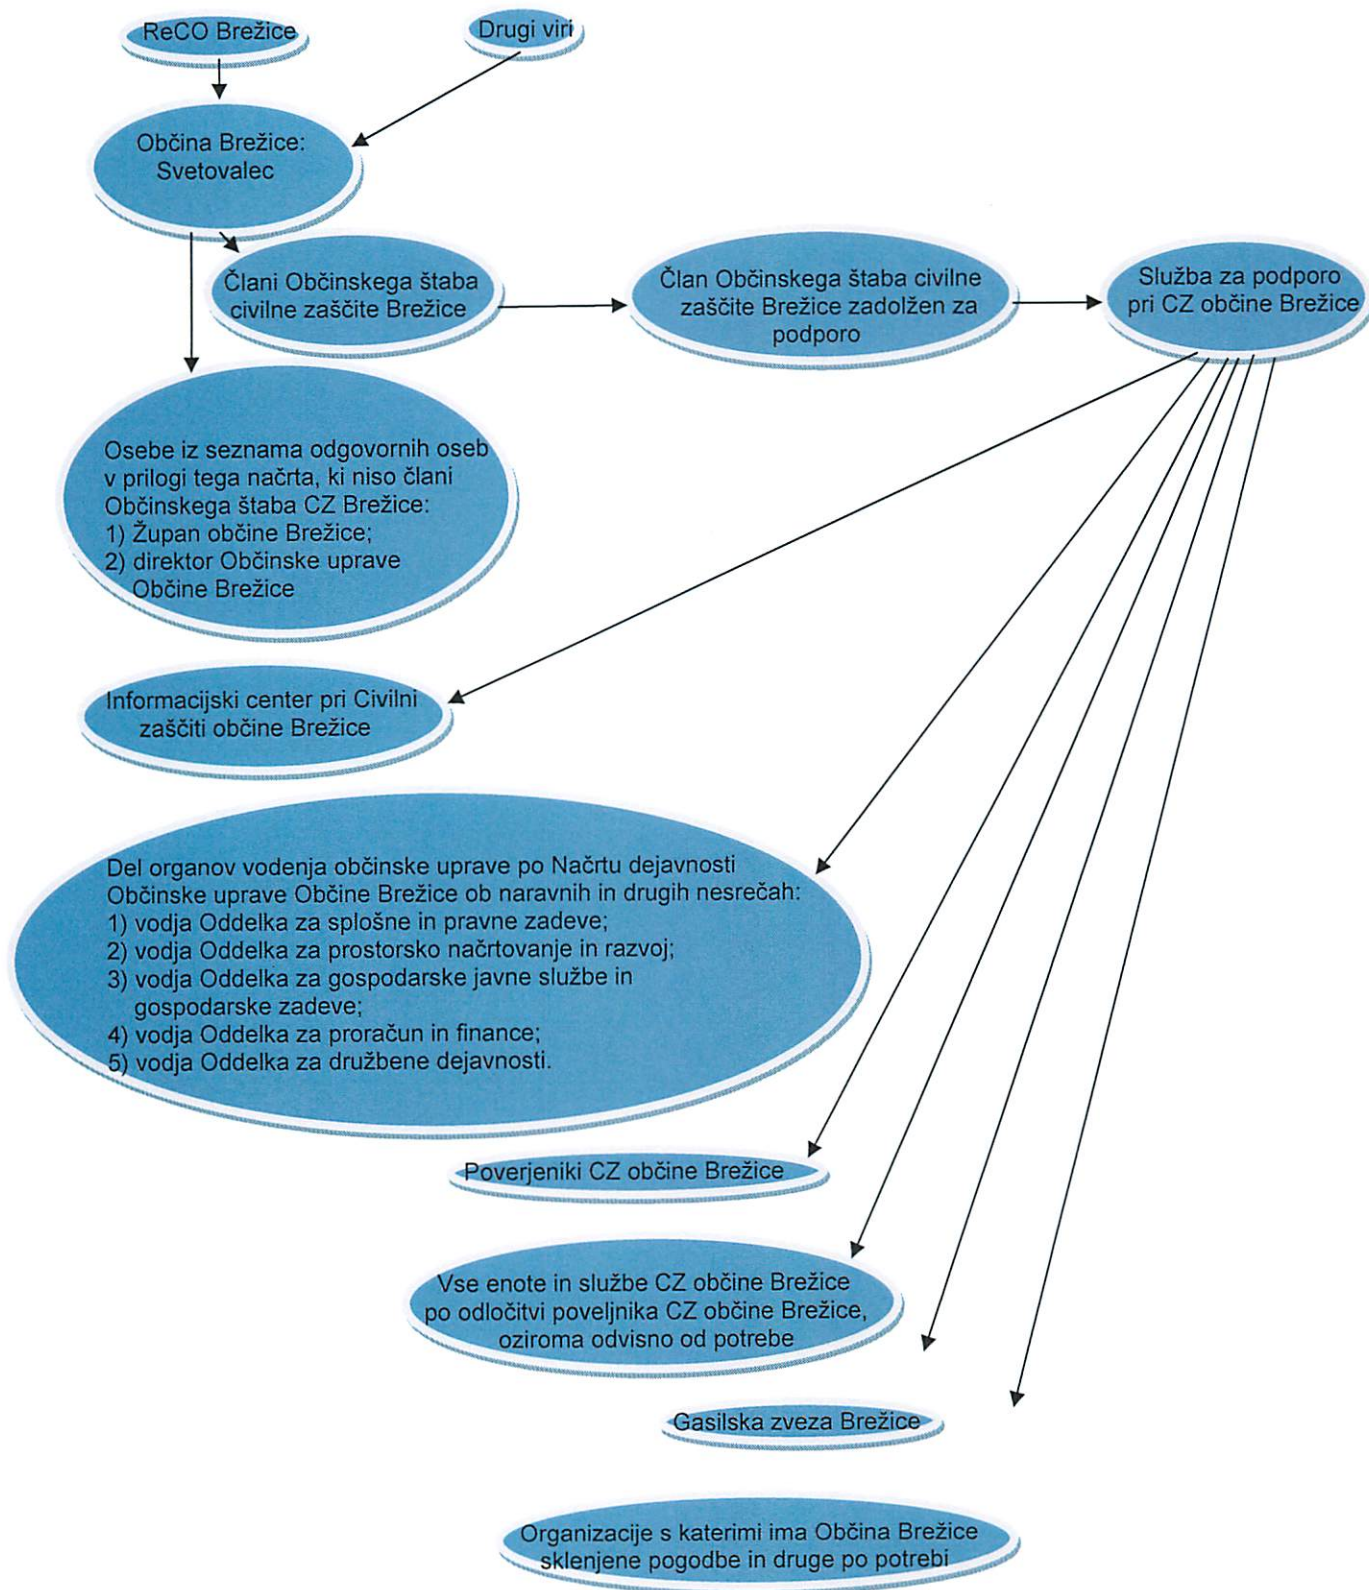 ReCO Brežice
Drugi viri
Občina Brežice:
Svetovalec
Člani Občinskega štaba
civilne zaščite Brežice
Član Občinskega štaba civilne
zaščite Brežice zadolžen za
podporo
Služba za podporo
pri CZ občine Brežice
Osebe iz seznama odgovornih oseb
v prilogi tega načrta, ki niso člani
Občinskega štaba CZ Brežice:
1) Župan občine Brežice;
2) direktor Občinske uprave
Občine Brežice
Informacijski center pri Civilni
zaščiti občine Brežice
Del organov vodenja občinske uprave po Načrtu dejavnosti
Občinske uprave Občine Brežice ob naravnih in drugih nesrečah:
1) vodja Oddelka za splošne in pravne zadeve;
2) vodja Oddelka za prostorsko načrtovanje in razvoj;
3) vodja Oddelka za gospodarske javne službe in
gospodarske zadeve;
4) vodja Oddelka za proračun in finance;
5) vodja Oddelka za družbene dejavnosti.
Poverjeniki CZ občine Brežice
Vse enote in službe CZ občine Brežice
po odločitvi poveljnika CZ občine Brežice,
oziroma odvisno od potrebe
Gasilska zveza Brežice
Organizacije s katerimi ima Občina Brežice
sklenjene pogodbe in druge po potrebi